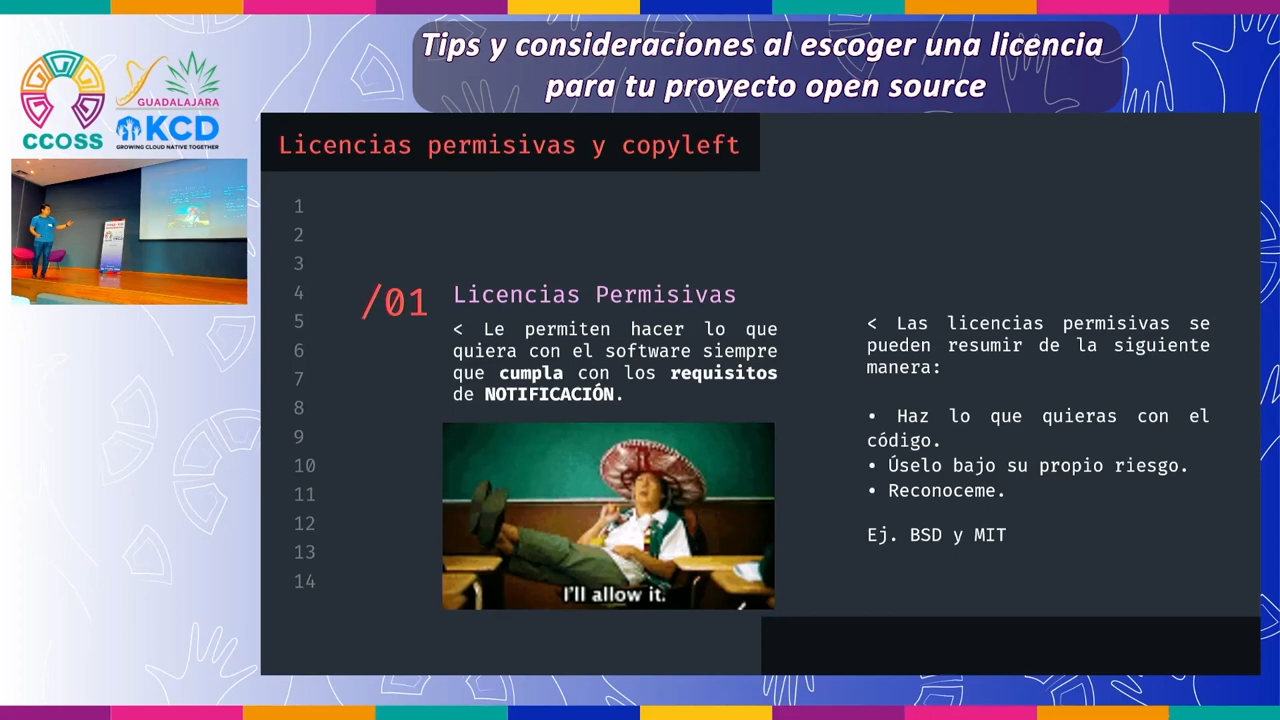 Tips y consideraciones al escoger una licencia
para tu proyecto open source
CCOSS
GUADALAJARA
KCD
GROWING CLOUD NATIVE TOGETHER
Licencias permisivas y copyleft
1
2
3
4
5
6
7
8
9
10
11
12
13
14
/01
Licencias Permisivas
< Le permiten hacer lo que
quiera con el software siempre
que cumpla con los requisitos
de NOTIFICACIÓN.
I'll allow it.
< Las licencias permisivas se
pueden resumir de la siguiente
manera:
• Haz lo que quieras con el
código.
• Úselo bajo su propio riesgo.
• Reconoceme.
Ej. BSD y MIT